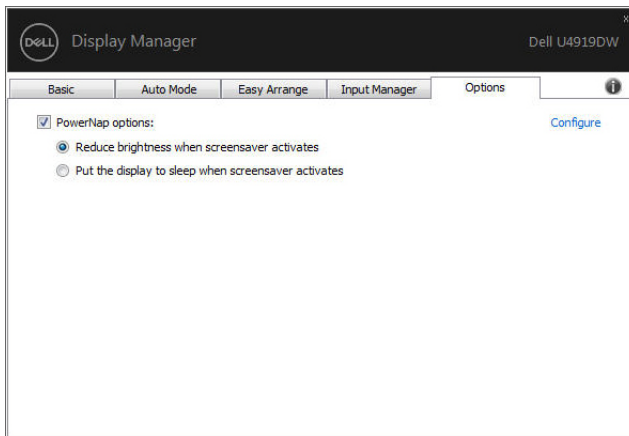 x
DELL Display Manager Dell U4919DW
Basic Auto Mode Easy Arrange Input Manager Options i
PowerNap options: Configure
Reduce brightness when screensaver activates
Put the display to sleep when screensaver activates